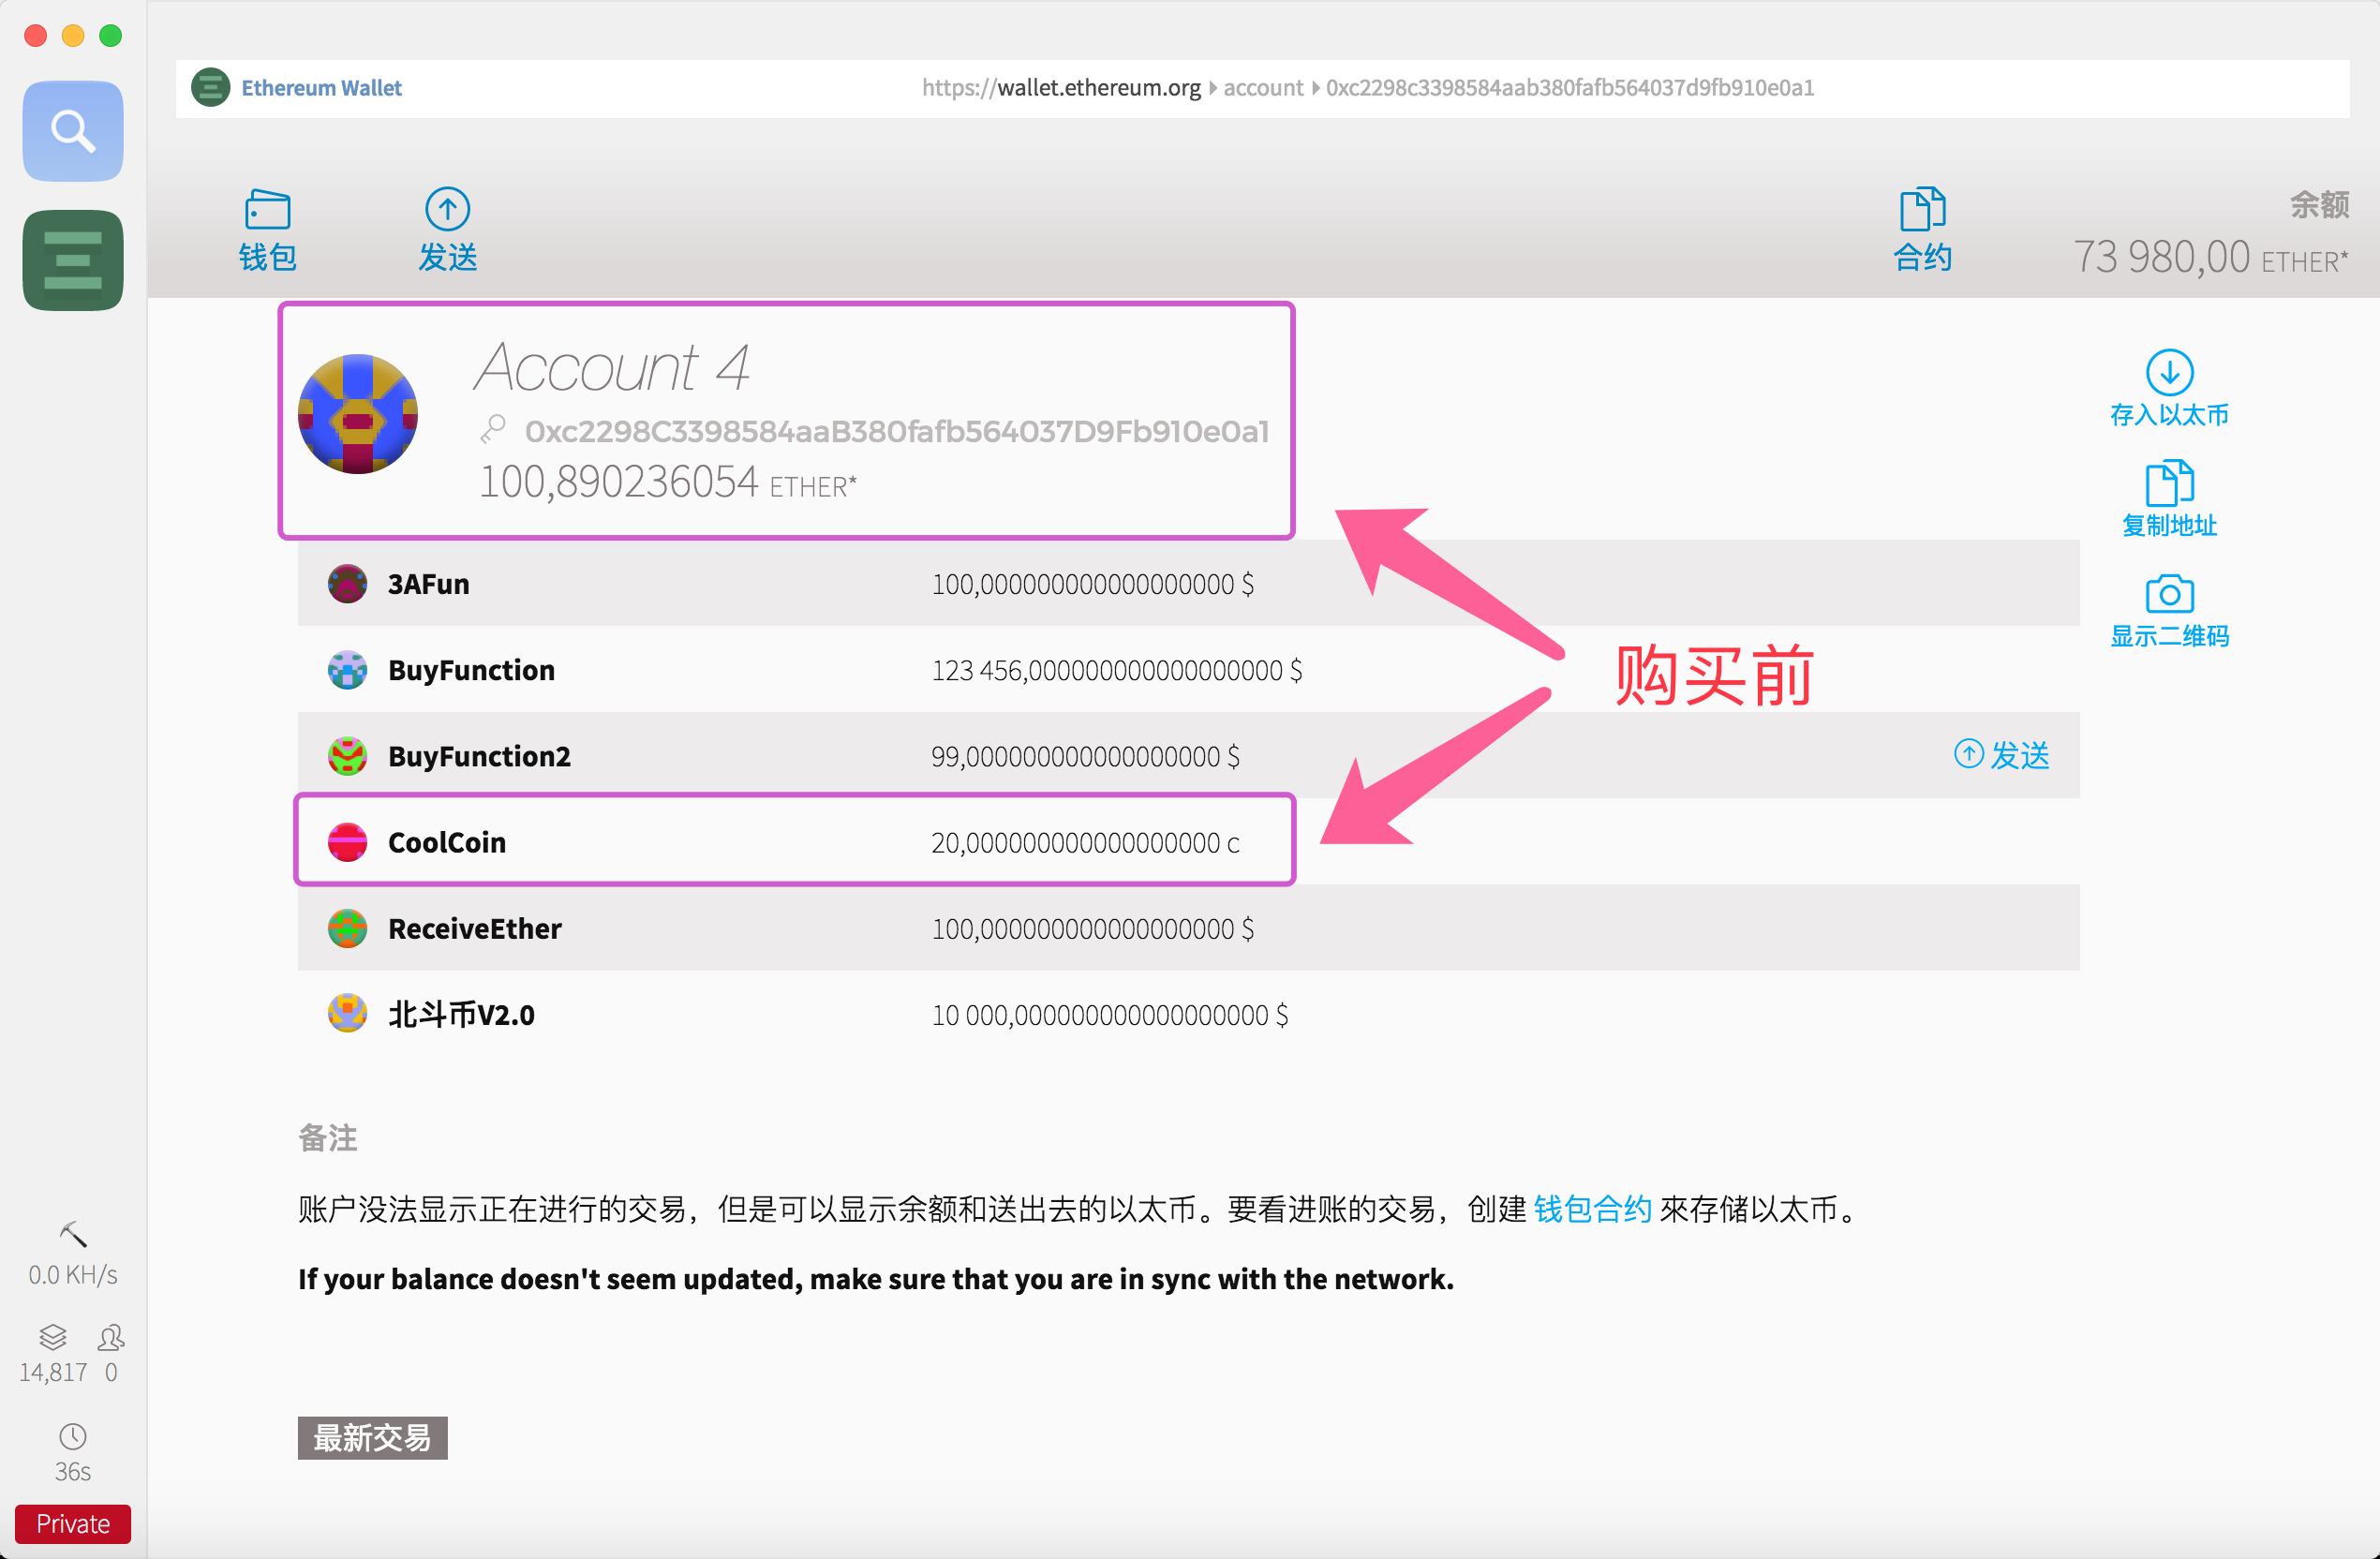 Ethereum Wallet
https://wallet.ethereum.org account 0xc2298c3398584aab380fafb564037d9fb910e0a1
钱包
发送
合约
余额
73 980,00 ETHER*
Account 4
0xc2298C3398584aaB380fafb564037D9Fb910e0a1
100,890236054 ETHER*
存入以太币
复制地址
显示二维码
3AFun 100,000000000000000000 $
BuyFunction 123 456,000000000000000000 $
购买前
BuyFunction2 99,000000000000000000 $ 发送
CoolCoin 20,000000000000000000 c
ReceiveEther 100,000000000000000000 $
北斗币V2.0 10 000,000000000000000000 $
备注
账户没法显示正在进行的交易，但是可以显示余额和送出去的以太币。要看进账的交易，创建 钱包合约 來存储以太币。
If your balance doesn't seem updated, make sure that you are in sync with the network.
最新交易
0.0 KH/s
14,817 0
36s
Private